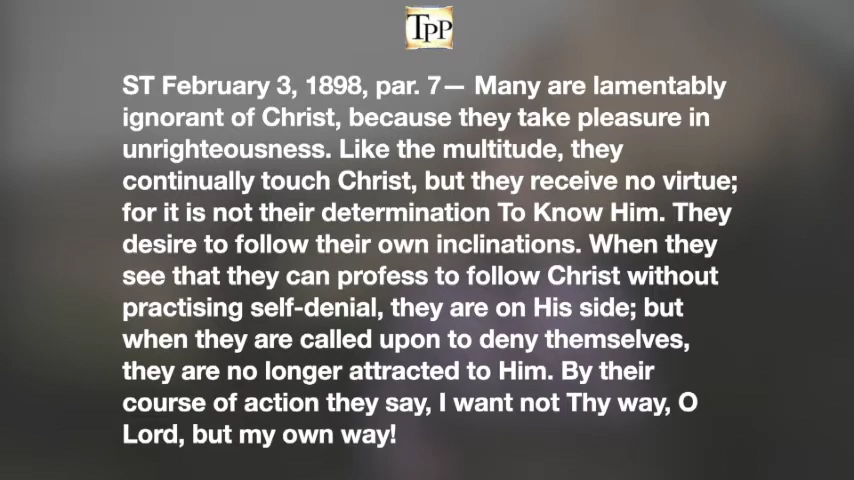 TPP
ST February 3, 1898, par. 7— Many are lamentably
ignorant of Christ, because they take pleasure in
unrighteousness. Like the multitude, they
continually touch Christ, but they receive no virtue;
for it is not their determination To Know Him. They
desire to follow their own inclinations. When they
see that they can profess to follow Christ without
practising self-denial, they are on His side; but
when they are called upon to deny themselves,
they are no longer attracted to Him. By their
course of action they say, I want not Thy way, O
Lord, but my own way!